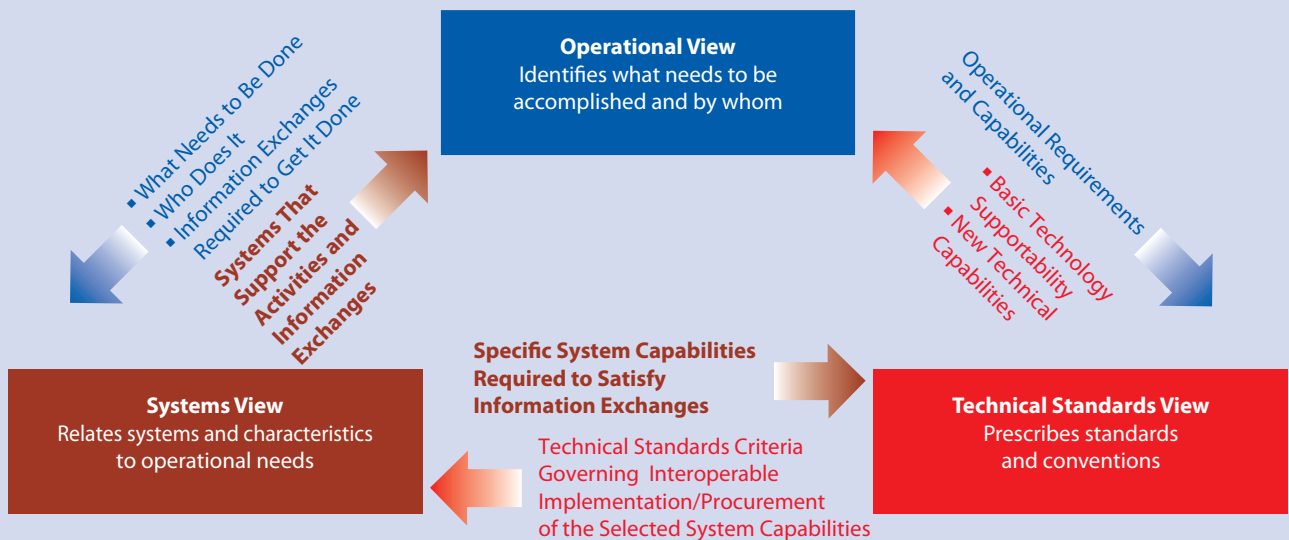 Operational View
Identifies what needs to be
accomplished and by whom
▪ What Needs to Be Done
▪ Who Does It
▪ Information Exchanges
Required to Get It Done
Systems That
Support the
Activities and
Information
Exchanges
Operational Requirements
and Capabilities
▪ Basic Technology
Supportability
▪ New Technical
Capabilities
Systems View
Relates systems and characteristics
to operational needs
Specific System Capabilities
Required to Satisfy
Information Exchanges
Technical Standards Criteria
Governing Interoperable
Implementation/Procurement
of the Selected System Capabilities
Technical Standards View
Prescribes standards
and conventions